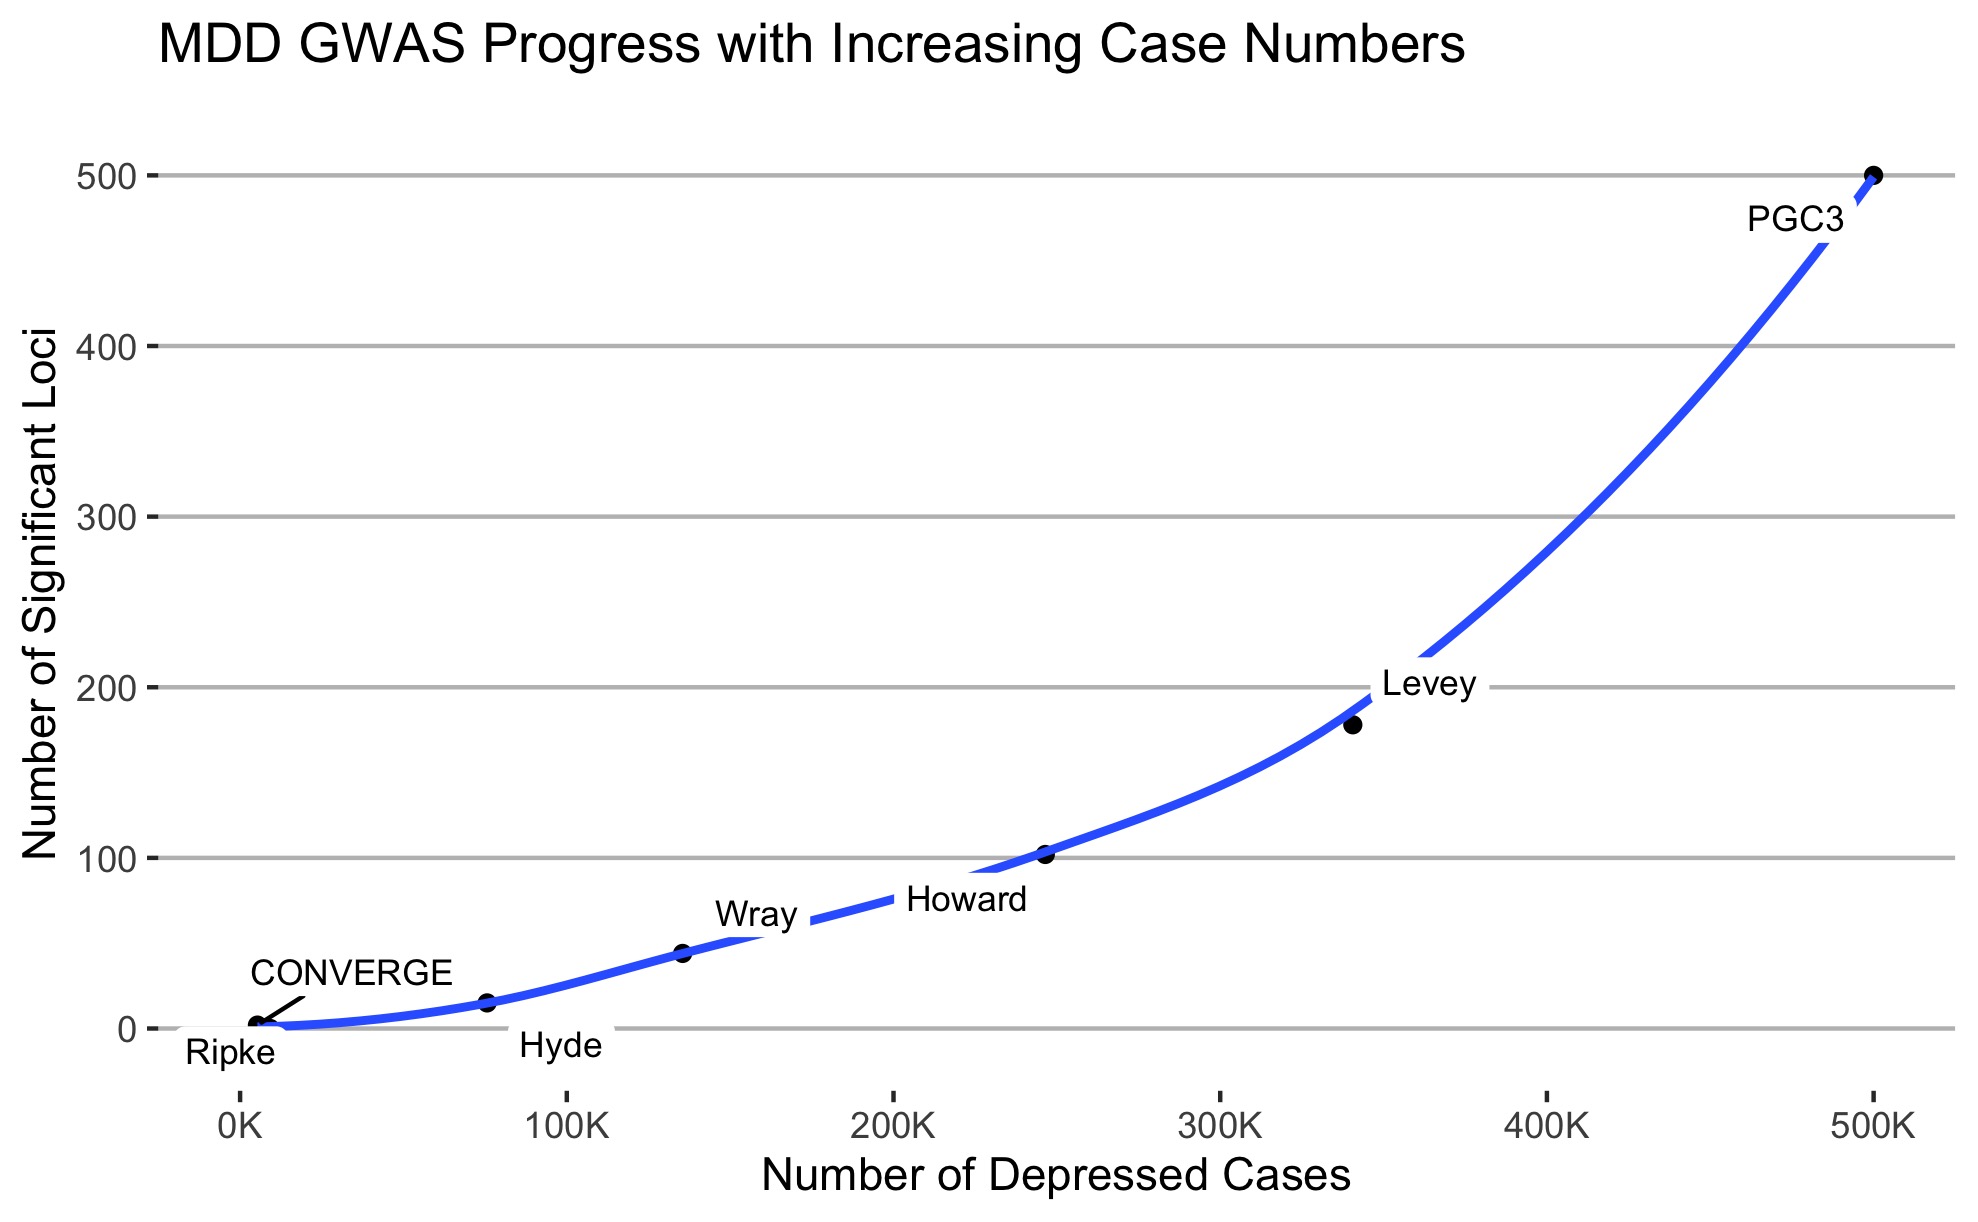 MDD GWAS Progress with Increasing Case Numbers
500
PGC3
400
300
200
Levey
100
Howard
Wray
CONVERGE
0
Ripke
Hyde
0K 100K 200K 300K 400K 500K
Number of Depressed Cases
Number of Significant Loci